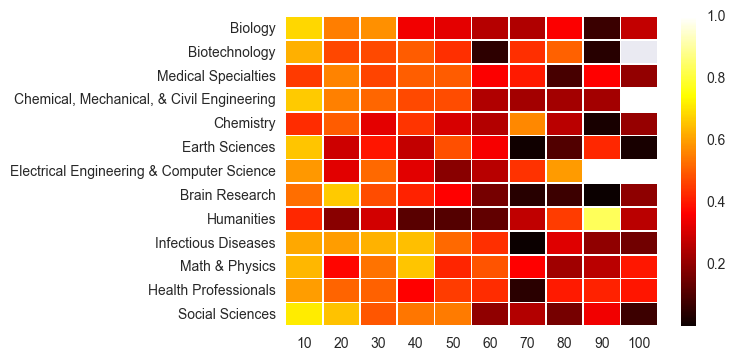 Biology
Biotechnology
Medical Specialties
Chemical, Mechanical, & Civil Engineering
Chemistry
Earth Sciences
Electrical Engineering & Computer Science
Brain Research
Humanities
Infectious Diseases
Math & Physics
Health Professionals
Social Sciences
10 20 30 40 50 60 70 80 90 100
1.0
0.8
0.6
0.4
0.2